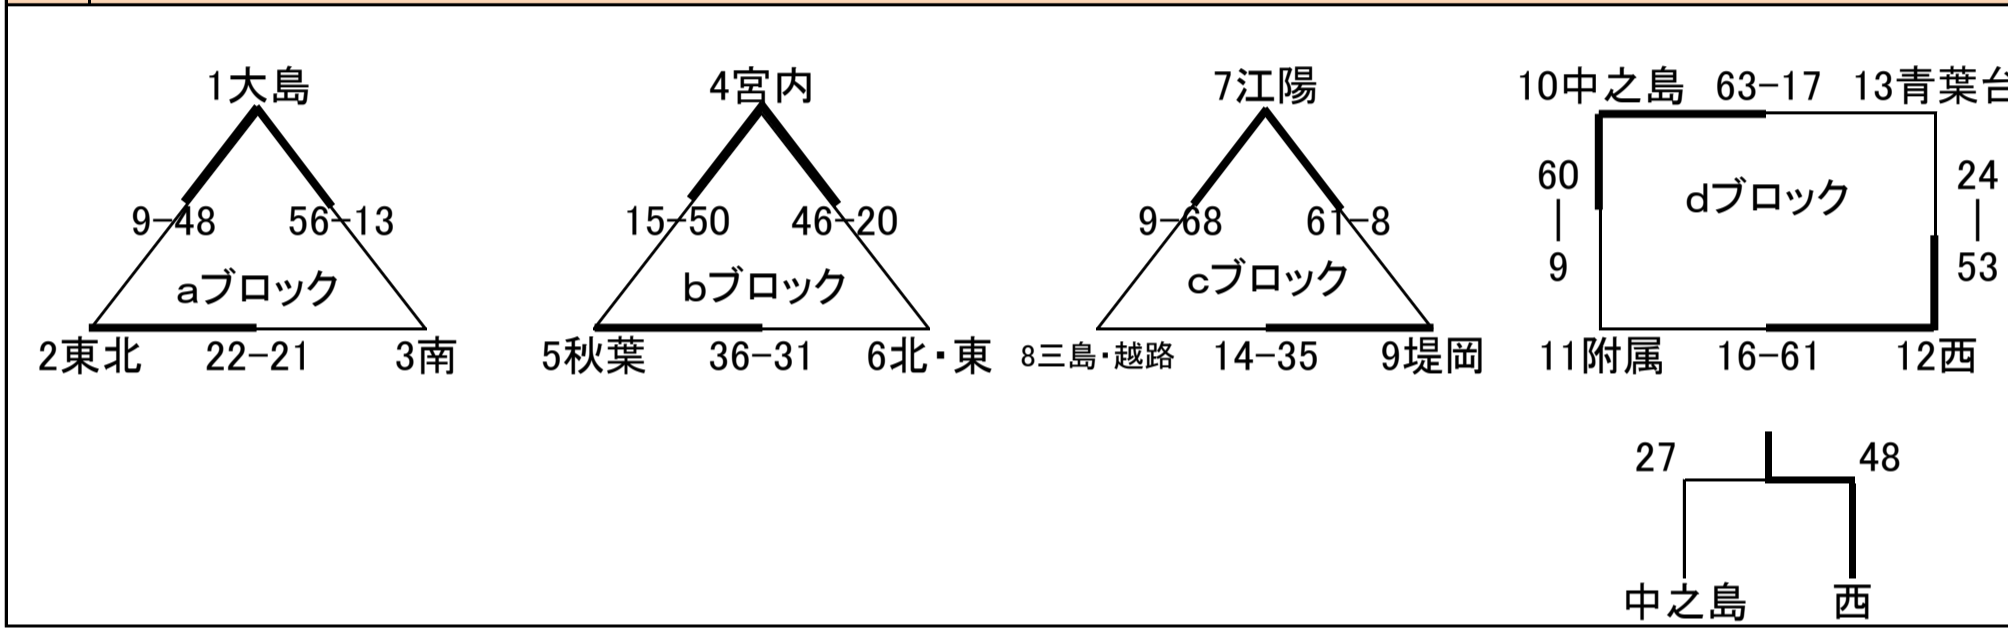 1大島
9-48 56-13
aブロック
2東北 22-21 3南
4宮内
15-50 46-20
bブロック
5秋葉 36-31 6北・東
7江陽
9-68 61-8
cブロック
8三島・越路 14-35 9堤岡
10中之島 63-17 13青葉台
60
|
9
dブロック
24
|
53
11附属 16-61 12西
27 48
中之島 西